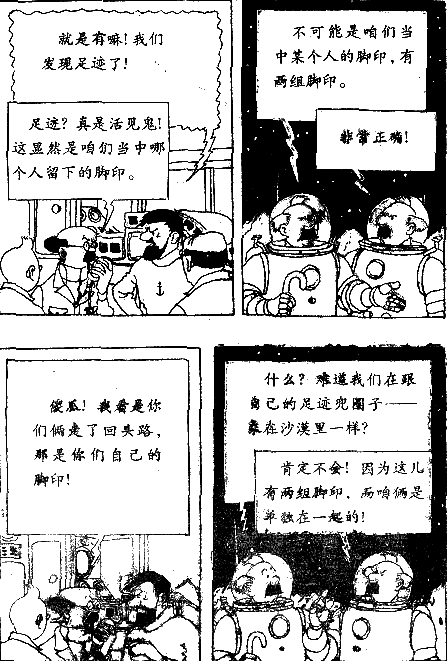 就是有嘛！我们
发现足迹了！
足迹？真是活见鬼！
这显然是咱们当中哪
个人留下的脚印。
不可能是咱们当
中某个人的脚印，有
两组脚印。
非常正确！
傻瓜！我看是你
们俩走了回头路，
那是你们自己的
脚印！
什么？难道我们在跟
自己的足迹兜圈子——
象在沙漠里一样？
肯定不会！因为这儿
有两组脚印，而咱俩是
单独在一起的！